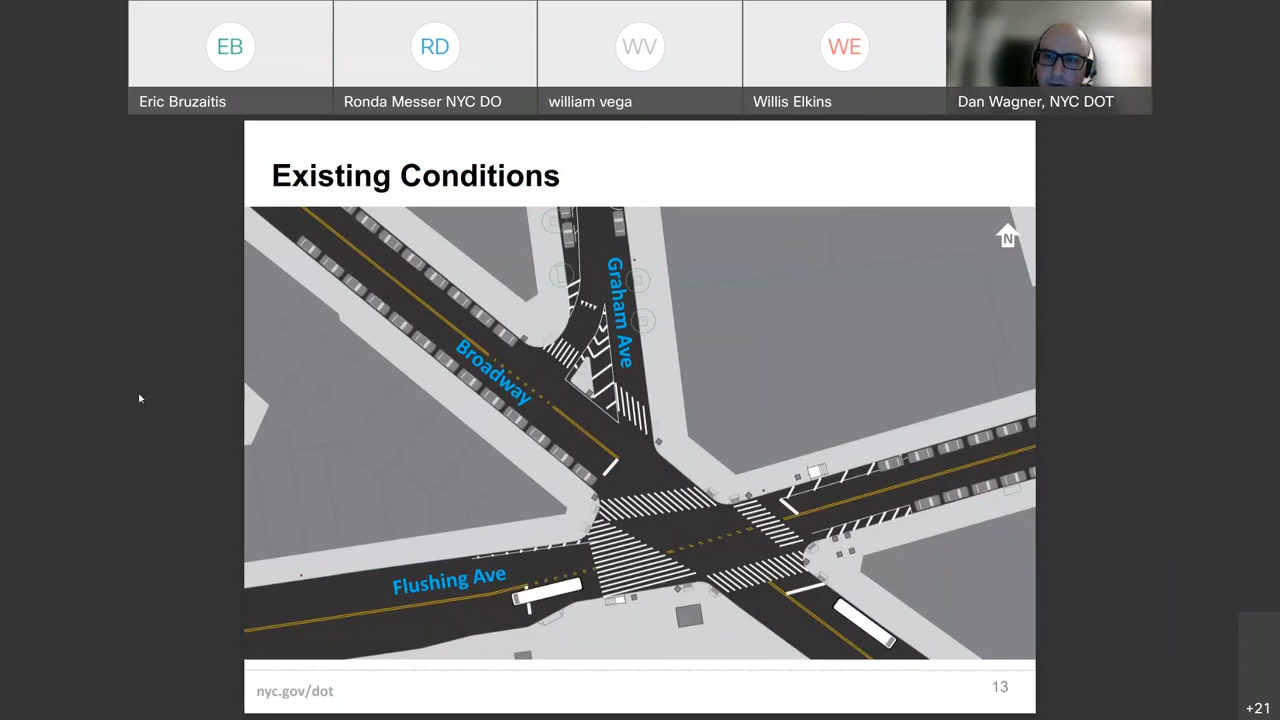 EB
RD
WV
WE
Eric Bruzaitis
Ronda Messer NYC DO
william vega
Willis Elkins
Dan Wagner, NYC DOT
Existing Conditions
N
Graham Ave
Broadway
Flushing Ave
nyc.gov/dot
13
+21